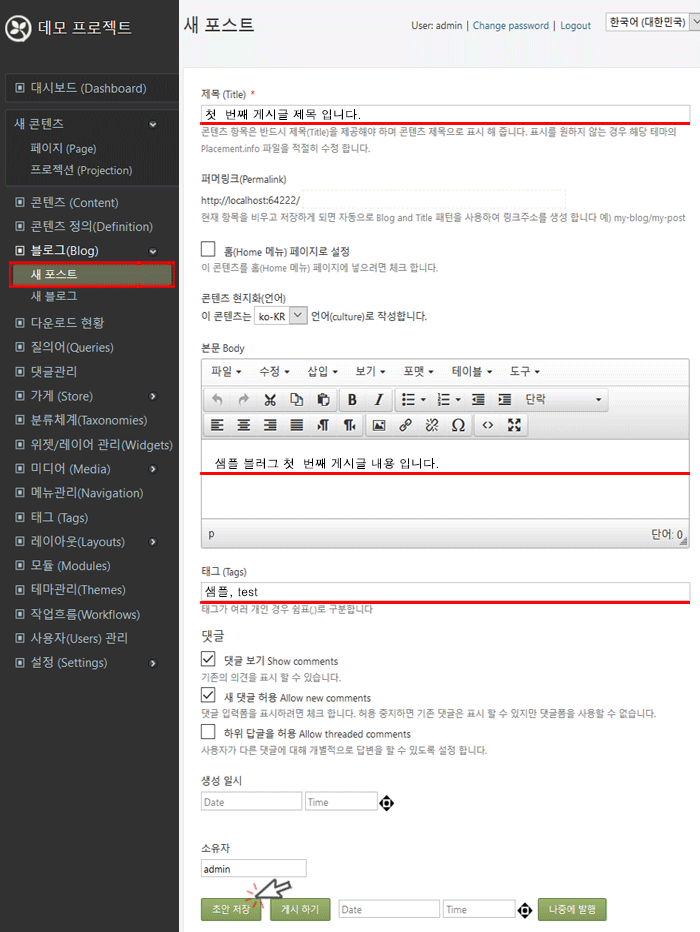 데모 프로젝트
새 포스트
User: admin | Change password | Logout
한국어 (대한민국)
대시보드 (Dashboard)
새 콘텐츠
페이지 (Page)
프로젝션 (Projection)
콘텐츠 (Content)
콘텐츠 정의(Definition)
블로그(Blog)
새 포스트
새 블로그
다운로드 현황
질의어(Queries)
댓글관리
가게 (Store)
분류체계(Taxonomies)
위젯/레이어 관리(Widgets)
미디어 (Media)
메뉴관리(Navigation)
태그 (Tags)
레이아웃(Layouts)
모듈 (Modules)
테마관리(Themes)
작업흐름(Workflows)
사용자(Users) 관리
설정 (Settings)
제목 (Title) *
첫 번째 게시글 제목 입니다.
콘텐츠 항목은 반드시 제목(Title)을 제공해야 하며 콘텐츠 제목으로 표시 해 줍니다. 표시를 원하지 않는 경우 해당 테마의
Placement.info 파일을 적절히 수정 합니다.
퍼머링크(Permalink)
http://localhost:64222/
현재 항목을 비우고 저장하게 되면 자동으로 Blog and Title 패턴을 사용하여 링크주소를 생성 합니다 예) my-blog/my-post
홈(Home 메뉴) 페이지로 설정
이 콘텐츠를 홈(Home 메뉴) 페이지에 넣으려면 체크 합니다.
콘텐츠 현지화(언어)
이 콘텐츠는 ko-KR 언어(culture)로 작성합니다.
본문 Body
파일 수정 삽입 보기 포맷 테이블 도구
B I 단락
샘플 블러그 첫 번째 게시글 내용 입니다.
p 단어: 0
태그 (Tags)
샘플, test
태그가 여러 개인 경우 쉼표(,)로 구분합니다
댓글
댓글 보기 Show comments
기존의 의견을 표시 할 수 있습니다.
새 댓글 허용 Allow new comments
댓글 입력폼을 표시하려면 체크 합니다. 허용 중지하면 기존 댓글은 표시 할 수 있지만 댓글폼을 사용할 수 없습니다.
하위 답글을 허용 Allow threaded comments
사용자가 다른 댓글에 대해 개별적으로 답변을 할 수 있도록 설정 합니다.
생성 일시
Date Time
소유자
admin
초안 저장 게시 하기 Date Time 나중에 발행